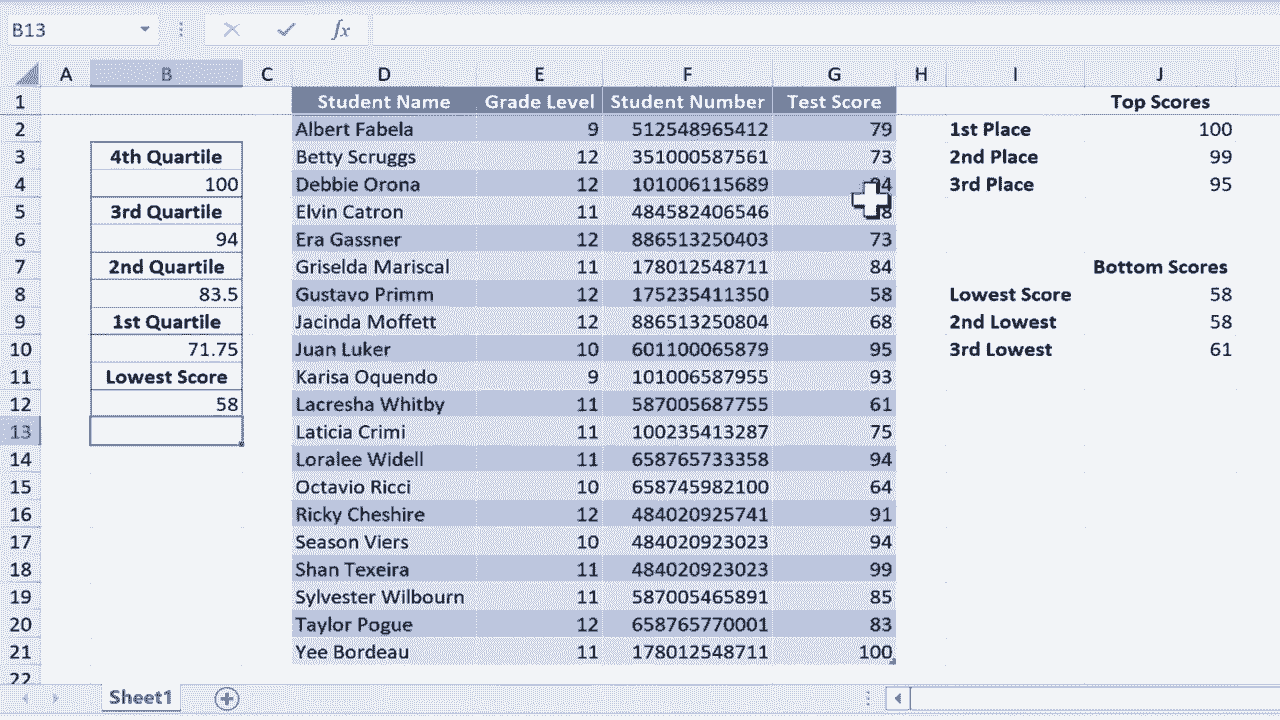 B13 fx
A B C D E F G H I J
1 Student Name Grade Level Student Number Test Score Top Scores
2 Albert Fabela 9 512548965412 79 1st Place 100
3 4th Quartile Betty Scruggs 12 351000587561 73 2nd Place 99
4 100 Debbie Orona 12 101006115689 3rd Place 95
5 3rd Quartile Elvin Catron 11 484582406546
6 94 Era Gassner 12 886513250403 73
7 2nd Quartile Griselda Mariscal 11 178012548711 84 Bottom Scores
8 83.5 Gustavo Primm 12 175235411350 58 Lowest Score 58
9 1st Quartile Jacinda Moffett 12 886513250804 68 2nd Lowest 58
10 71.75 Juan Luker 10 601100065879 95 3rd Lowest 61
11 Lowest Score Karisa Oquendo 9 101006587955 93
12 58 Lacresha Whitby 11 587005687755 61
13 Laticia Crimi 11 100235413287 75
14 Loralee Widell 11 658765733358 94
15 Octavio Ricci 10 658745982100 64
16 Ricky Cheshire 12 484020925741 91
17 Season Viers 10 484020923023 94
18 Shan Texeira 11 484020923023 99
19 Sylvester Wilbourn 11 587005465891 85
20 Taylor Pogue 12 658765770001 83
21 Yee Bordeau 11 178012548711 100
22
Sheet1